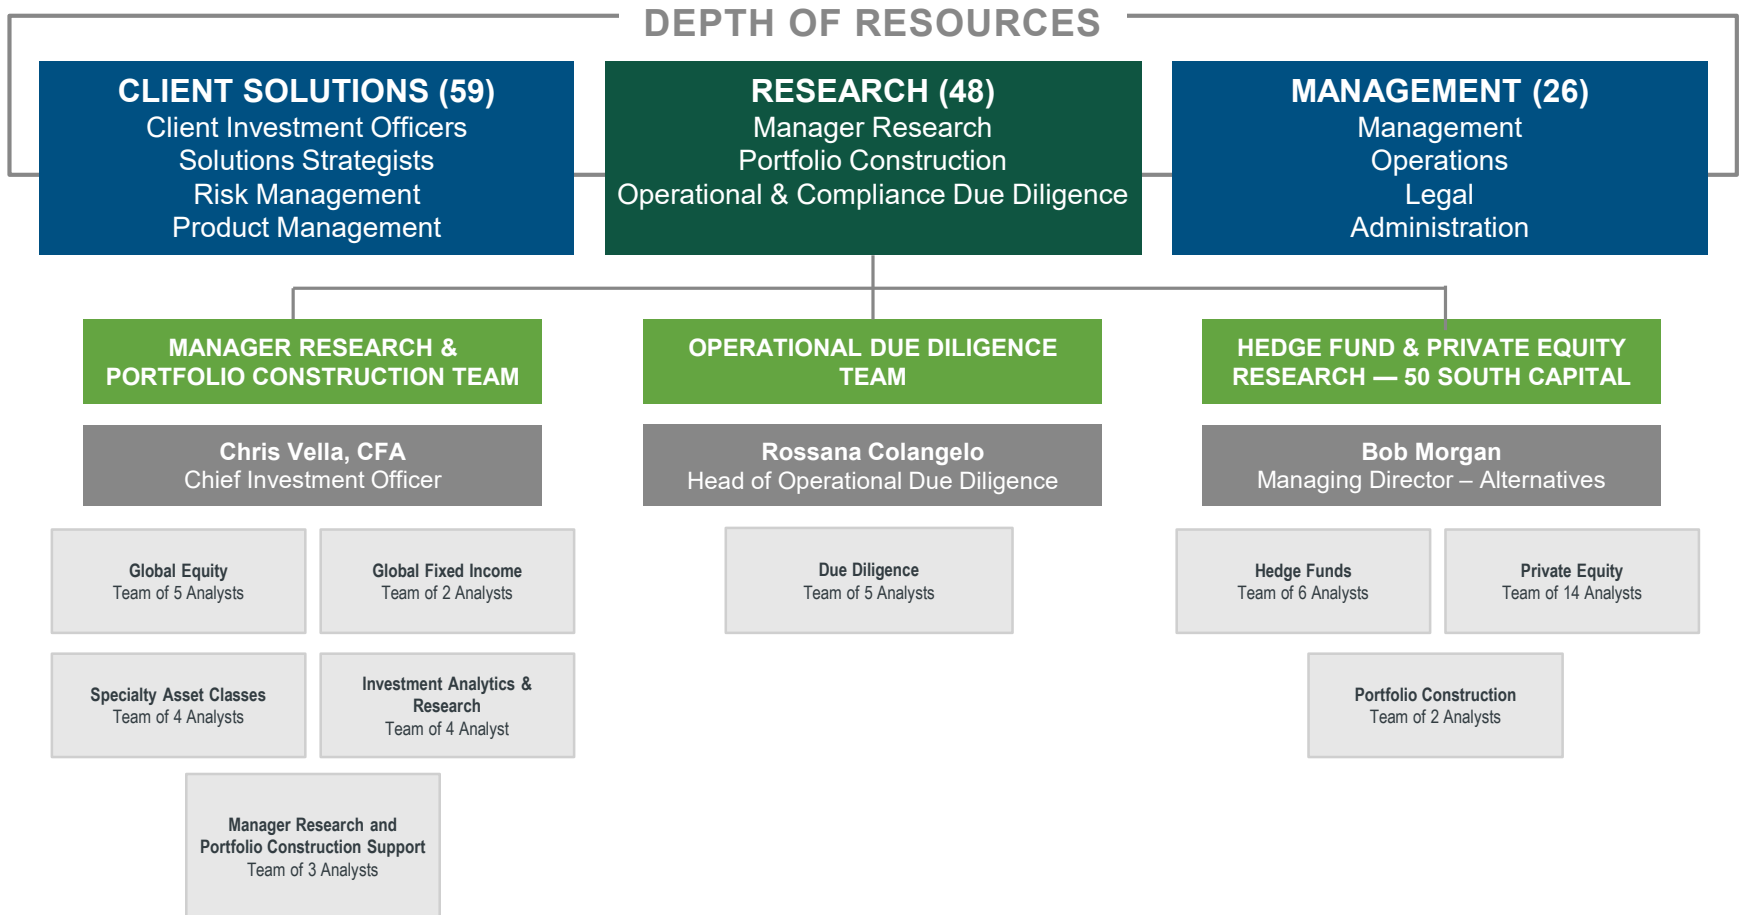 DEPTH OF RESOURCES
CLIENT SOLUTIONS (59)
Client Investment Officers
Solutions Strategists
Risk Management
Product Management
RESEARCH (48)
Manager Research
Portfolio Construction
Operational & Compliance Due Diligence
MANAGEMENT (26)
Management
Operations
Legal
Administration
MANAGER RESEARCH &
PORTFOLIO CONSTRUCTION TEAM
Chris Vella, CFA
Chief Investment Officer
Global Equity
Team of 5 Analysts
Global Fixed Income
Team of 2 Analysts
Specialty Asset Classes
Team of 4 Analysts
Investment Analytics &
Research
Team of 4 Analyst
Manager Research and
Portfolio Construction Support
Team of 3 Analysts
OPERATIONAL DUE DILIGENCE
TEAM
Rossana Colangelo
Head of Operational Due Diligence
Due Diligence
Team of 5 Analysts
HEDGE FUND & PRIVATE EQUITY
RESEARCH — 50 SOUTH CAPITAL
Bob Morgan
Managing Director – Alternatives
Hedge Funds
Team of 6 Analysts
Private Equity
Team of 14 Analysts
Portfolio Construction
Team of 2 Analysts